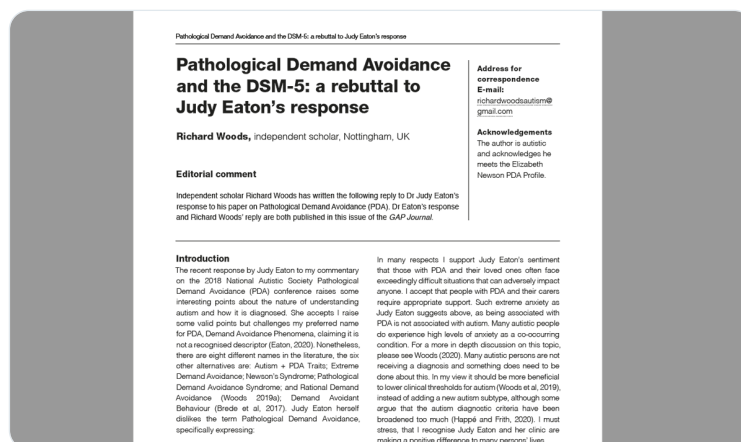 Pathological Demand Avoidance and the DSM-5: a rebuttal to Judy Eaton's response
Pathological Demand Avoidance
and the DSM-5: a rebuttal to
Judy Eaton's response
Richard Woods, independent scholar, Nottingham, UK
Editorial comment
Independent scholar Richard Woods has written the following reply to Dr Judy Eaton's
response to his paper on Pathological Demand Avoidance (PDA). Dr Eaton's response
and Richard Woods' reply are both published in this issue of the GAP Journal.
Address for
correspondence
E-mail:
richardwoodsautism@
gmail.com
Acknowledgements
The author is autistic
and acknowledges he
meets the Elizabeth
Newson PDA Profile.
Introduction
The recent response by Judy Eaton to my commentary
on the 2018 National Autistic Society Pathological
Demand Avoidance (PDA) conference raises some
interesting points about the nature of understanding
autism and how it is diagnosed. She accepts I raise
some valid points but challenges my preferred name
for PDA, Demand Avoidance Phenomena, claiming it is
not a recognised descriptor (Eaton, 2020). Nonetheless,
there are eight different names in the literature, the six
other alternatives are: Autism + PDA Traits; Extreme
Demand Avoidance; Newson's Syndrome; Pathological
Demand Avoidance Syndrome; and Rational Demand
Avoidance (Woods 2019a); Demand Avoidant
Behaviour (Brede et al, 2017). Judy Eaton herself
dislikes the term Pathological Demand Avoidance,
specifically expressing:
In many respects I support Judy Eaton's sentiment
that those with PDA and their loved ones often face
exceedingly difficult situations that can adversely impact
anyone. I accept that people with PDA and their carers
require appropriate support. Such extreme anxiety as
Judy Eaton suggests above, as being associated with
PDA is not associated with autism. Many autistic people
do experience high levels of anxiety as a co-occurring
condition. For a more in depth discussion on this topic,
please see Woods (2020). Many autistic persons are not
receiving a diagnosis and something does need to be
done about this. In my view it should be more beneficial
to lower clinical thresholds for autism (Woods et al, 2019),
instead of adding a new autism subtype, although some
argue that the autism diagnostic criteria have been
broadened too much (Happé and Frith, 2020). I must
stress, that I recognise Judy Eaton and her clinic are
making a positive difference to many persons' lives.